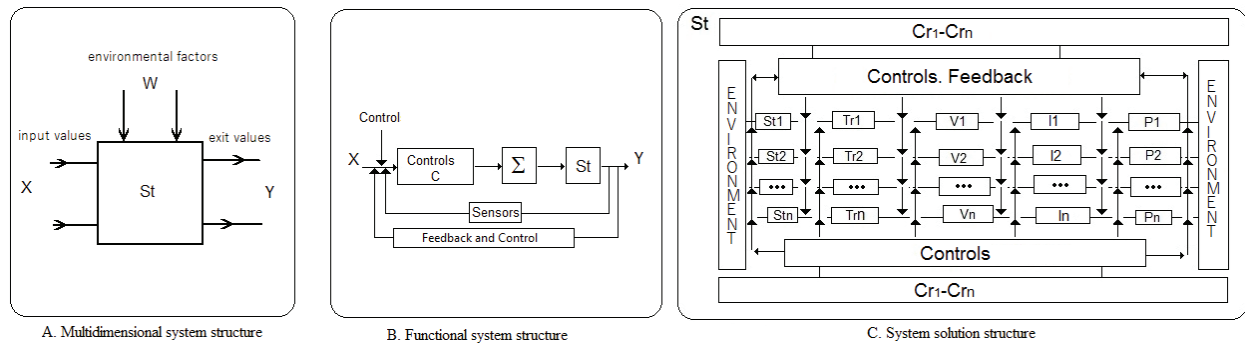 environmental factors
W
input values
exit values
X
St
Y
A. Multidimensional system structure
Control
X
Controls
C
Σ
St
Y
Sensors
Feedback and Control
B. Functional system structure
St
Cr1-Crn
Controls. Feedback
ENVIRONMENT
St1 Tr1 V1 I1 P1
St2 Tr2 V2 I2 P2
... ... ... ... ...
Stn Trn Vn In Pn
ENVIRONMENT
Controls
Cr1-Crn
C. System solution structure